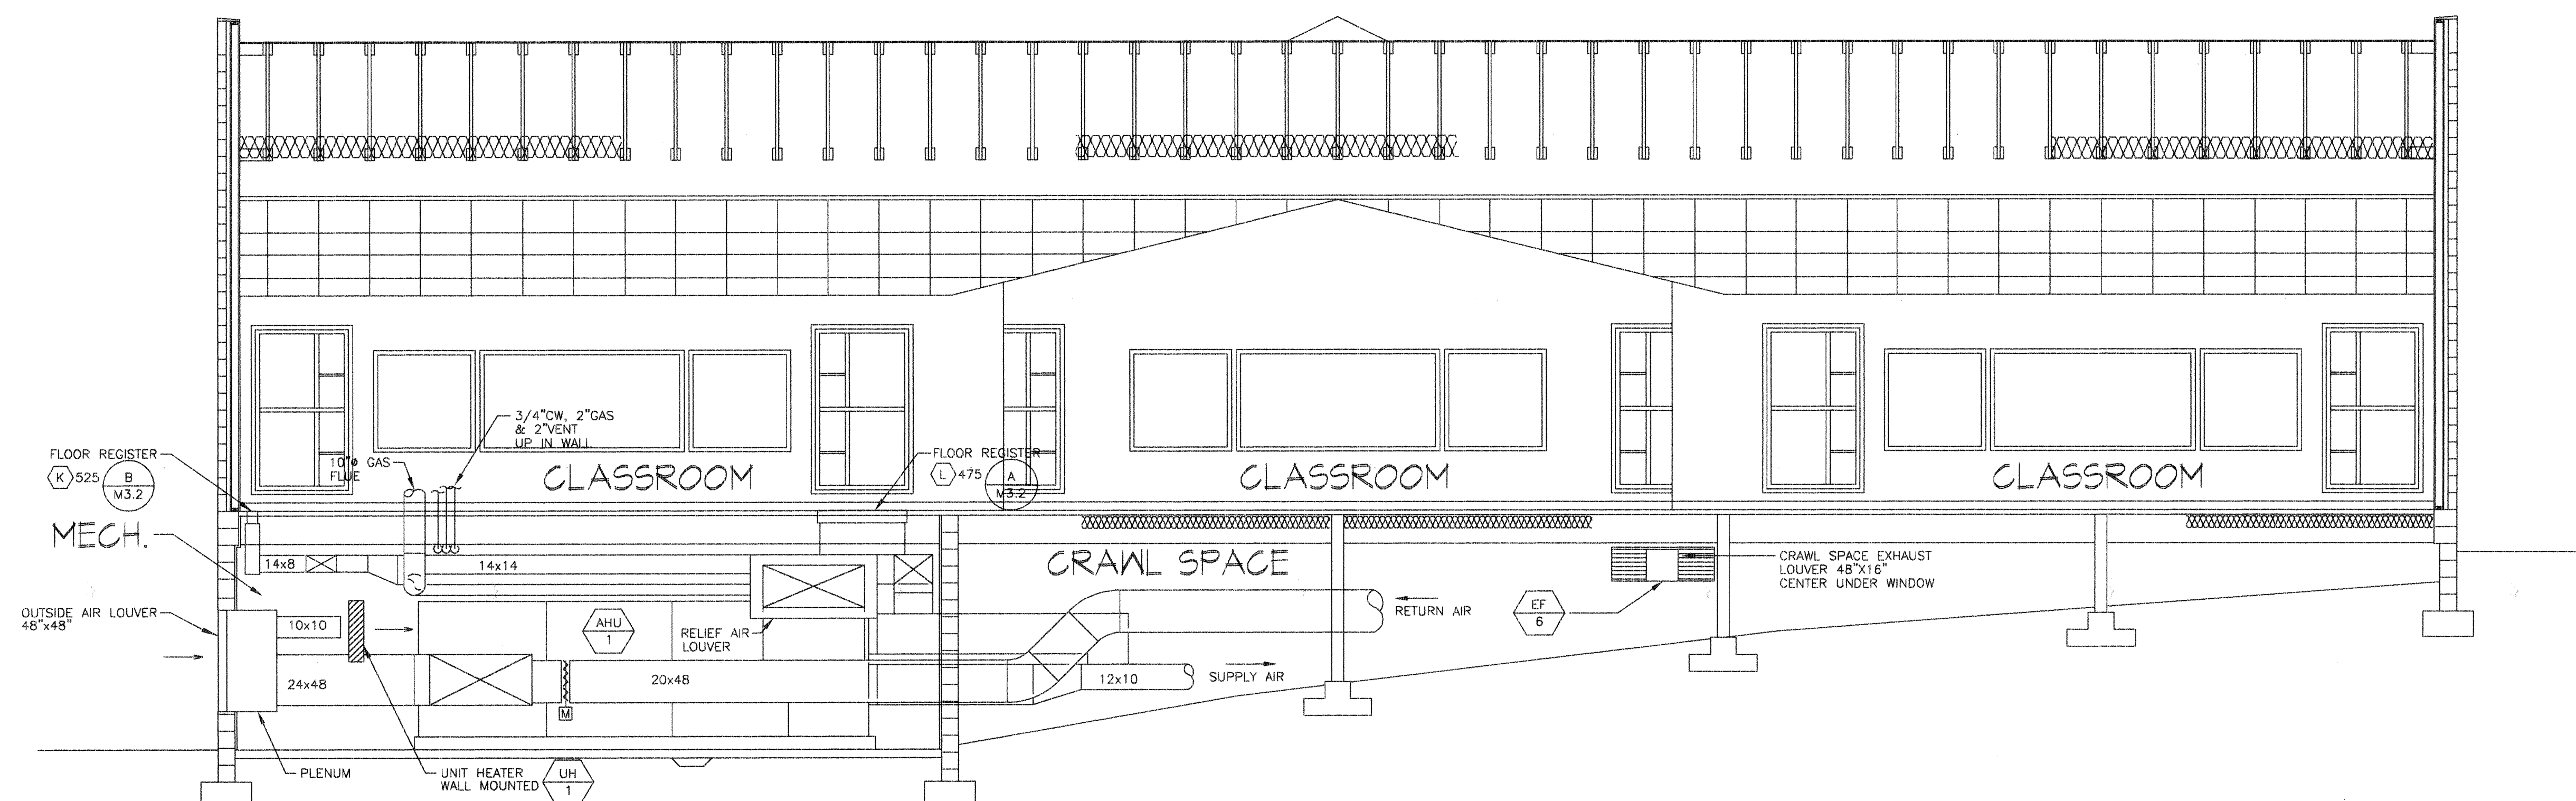 3/4"CW, 2"GAS
& 2"VENT
UP IN WALL
FLOOR REGISTER
K 525
B
M3.2
10"ø GAS
FLUE
CLASSROOM
FLOOR REGISTER
L 475
A
M3.2
CLASSROOM
CLASSROOM
MECH.
14x8
14x14
CRAWL SPACE
CRAWL SPACE EXHAUST
LOUVER 48"X16"
CENTER UNDER WINDOW
OUTSIDE AIR LOUVER
48"x48"
10x10
AHU
1
RELIEF AIR
LOUVER
RETURN AIR
EF
6
24x48
20x48
12x10
SUPPLY AIR
M
PLENUM
UNIT HEATER
WALL MOUNTED
UH
1